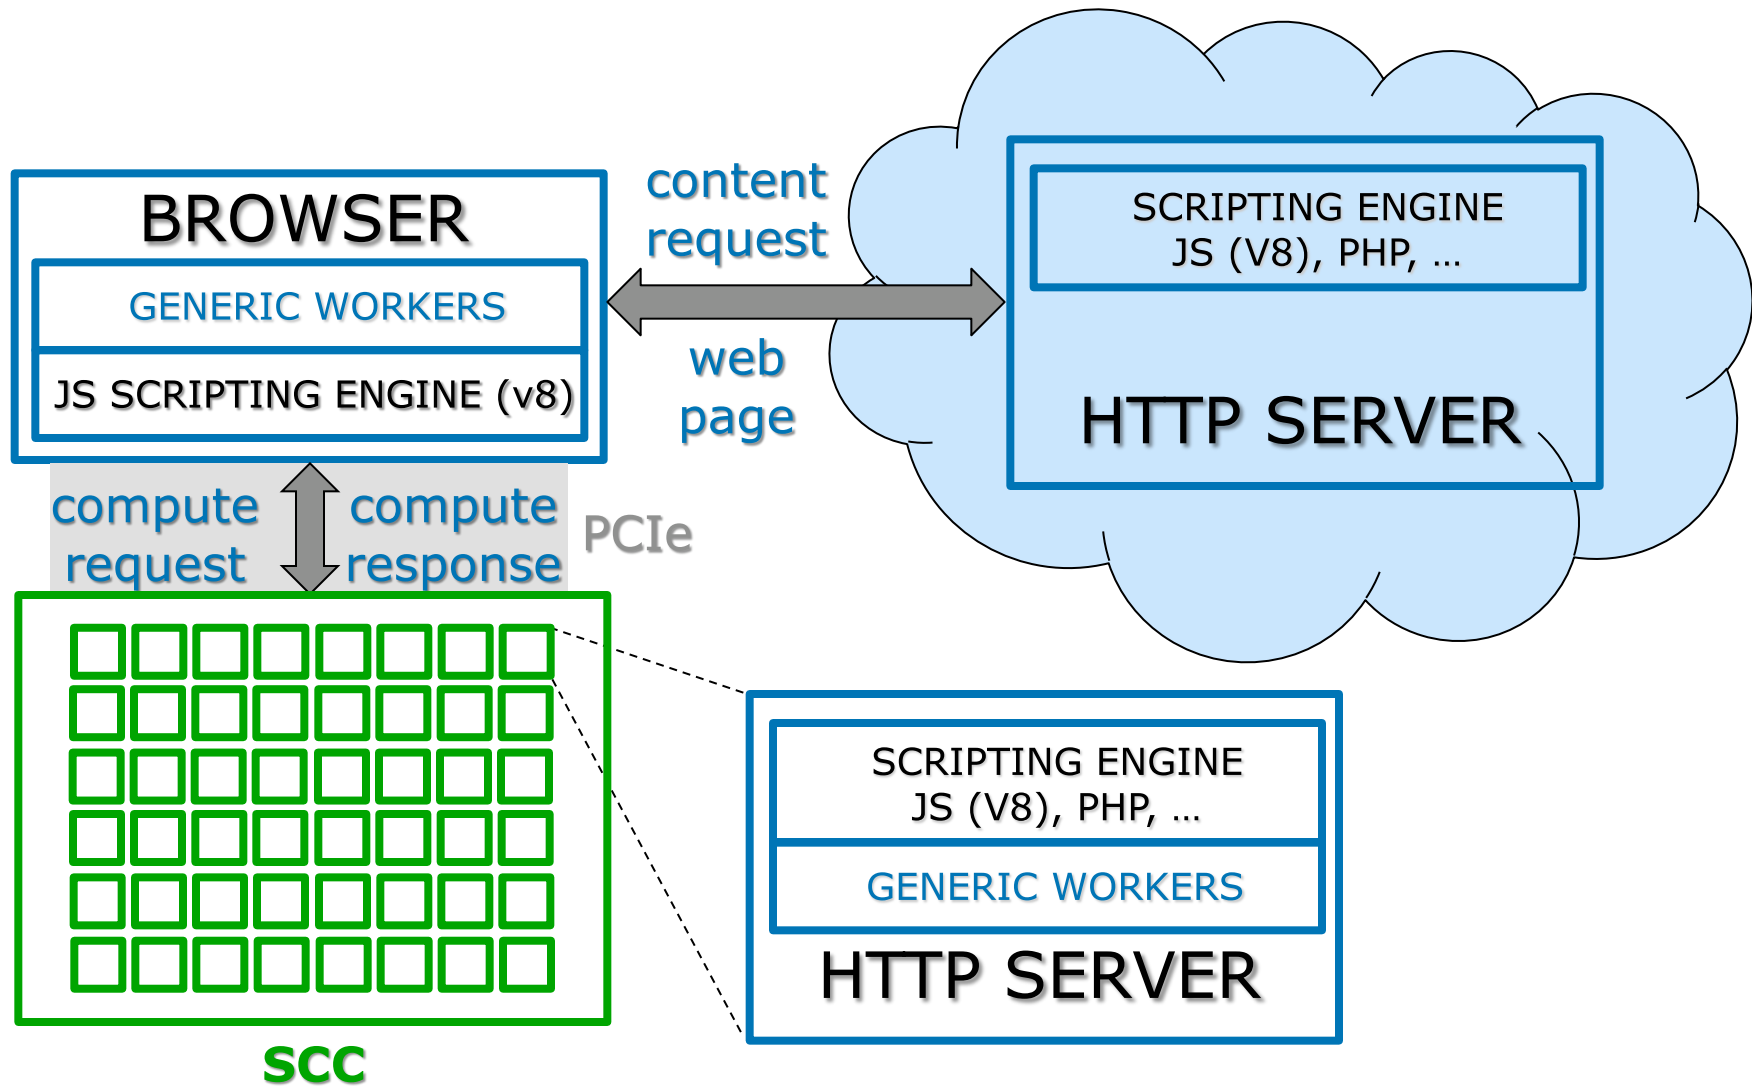 BROWSER
GENERIC WORKERS
JS SCRIPTING ENGINE (v8)
content
request
web
page
SCRIPTING ENGINE
JS (V8), PHP, ...
HTTP SERVER
compute
request
compute
response
PCIe
SCC
SCRIPTING ENGINE
JS (V8), PHP, ...
GENERIC WORKERS
HTTP SERVER